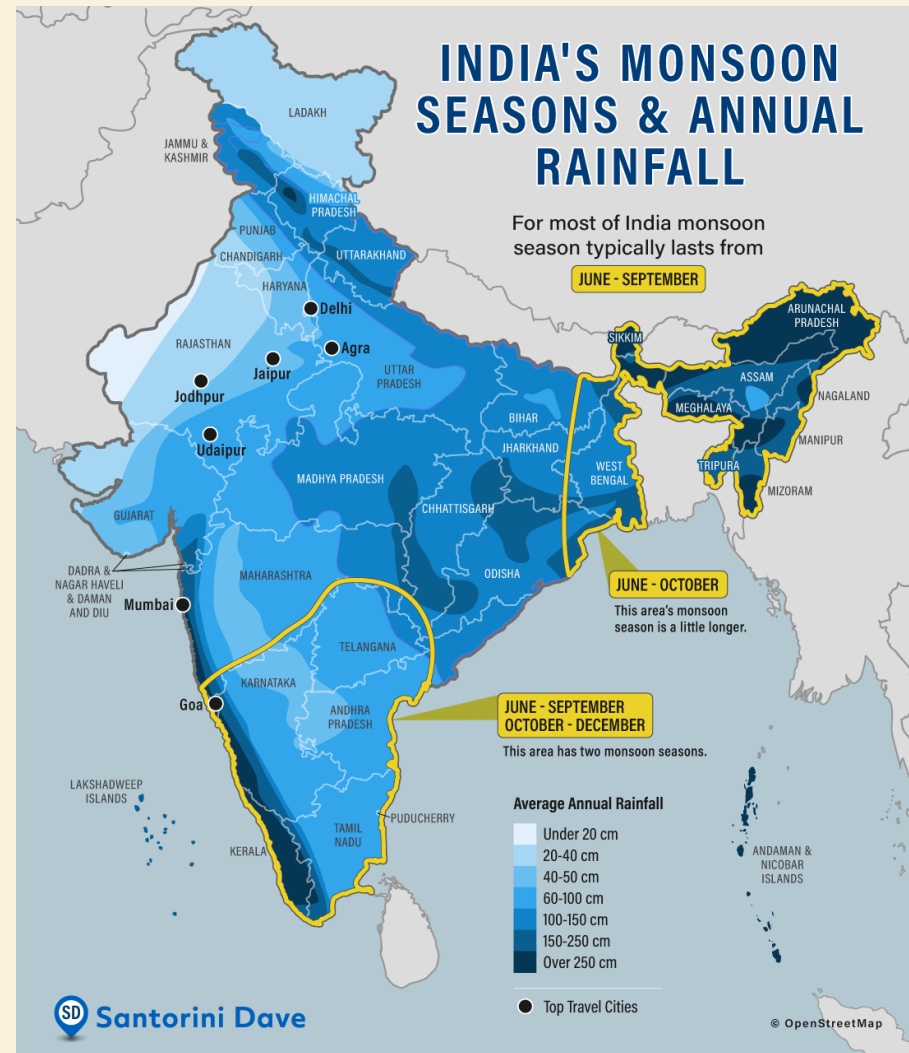 INDIA'S MONSOON
SEASONS & ANNUAL
RAINFALL
For most of India monsoon
season typically lasts from
JUNE - SEPTEMBER
LADAKH
JAMMU &
KASHMIR
HIMACHAL
PRADESH
PUNJAB
CHANDIGARH
UTTARAKHAND
HARYANA
Delhi
RAJASTHAN
Agra
Jaipur
UTTAR
PRADESH
Jodhpur
Udaipur
SIKKIM
ARUNACHAL
PRADESH
ASSAM
NAGALAND
MEGHALAYA
MANIPUR
TRIPURA
MIZORAM
BIHAR
JHARKHAND
WEST
BENGAL
MADHYA PRADESH
CHHATTISGARH
GUJARAT
ODISHA
DADRA &
NAGAR HAVELI
& DAMAN
AND DIU
MAHARASHTRA
Mumbai
JUNE - OCTOBER
This area's monsoon
season is a little longer.
TELANGANA
KARNATAKA
Goa
ANDHRA
PRADESH
JUNE - SEPTEMBER
OCTOBER - DECEMBER
This area has two monsoon seasons.
LAKSHADWEEP
ISLANDS
PUDUCHERRY
TAMIL
NADU
KERALA
ANDAMAN &
NICOBAR
ISLANDS
Average Annual Rainfall
Under 20 cm
20-40 cm
40-50 cm
60-100 cm
100-150 cm
150-250 cm
Over 250 cm
Top Travel Cities
SD Santorini Dave
© OpenStreetMap